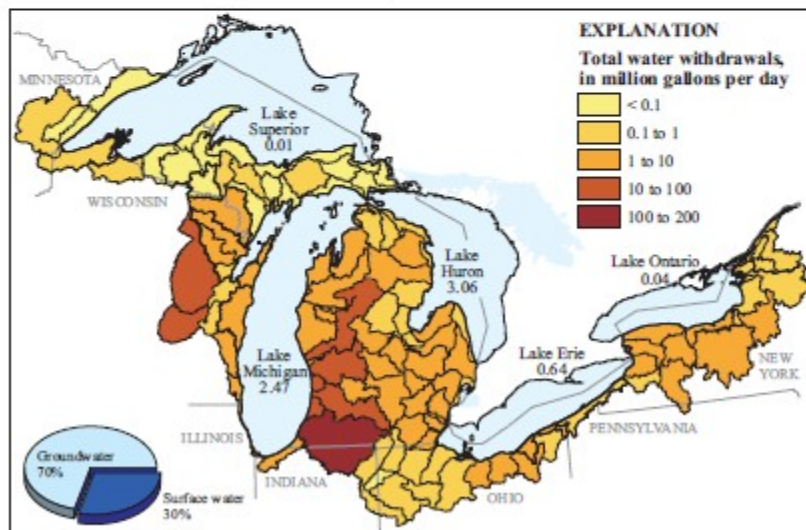 EXPLANATION
Total water withdrawals,
in million gallons per day
< 0.1
0.1 to 1
1 to 10
10 to 100
100 to 200
MINNESOTA
Lake
Superior
0.01
WISCONSIN
Lake
Huron
3.06
Lake Ontario
0.04
Lake
Michigan
2.47
Lake Erie
0.64
NEW
YORK
PENNSYLVANIA
ILLINOIS
INDIANA
OHIO
Groundwater
70%
Surface water
30%